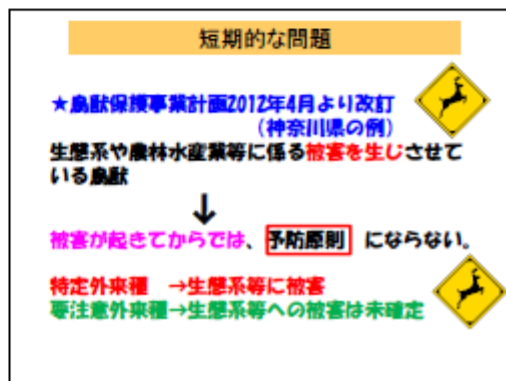 短期的な問題
★鳥獣保護事業計画2012年4月より改訂
（神奈川県の例）
生態系や農林水産業等に係る被害を生じさせて
いる鳥獣
↓
被害が起きてからでは、予防原則 にならない。
特定外来種 →生態系等に被害
要注意外来種→生態系等への被害は未確定